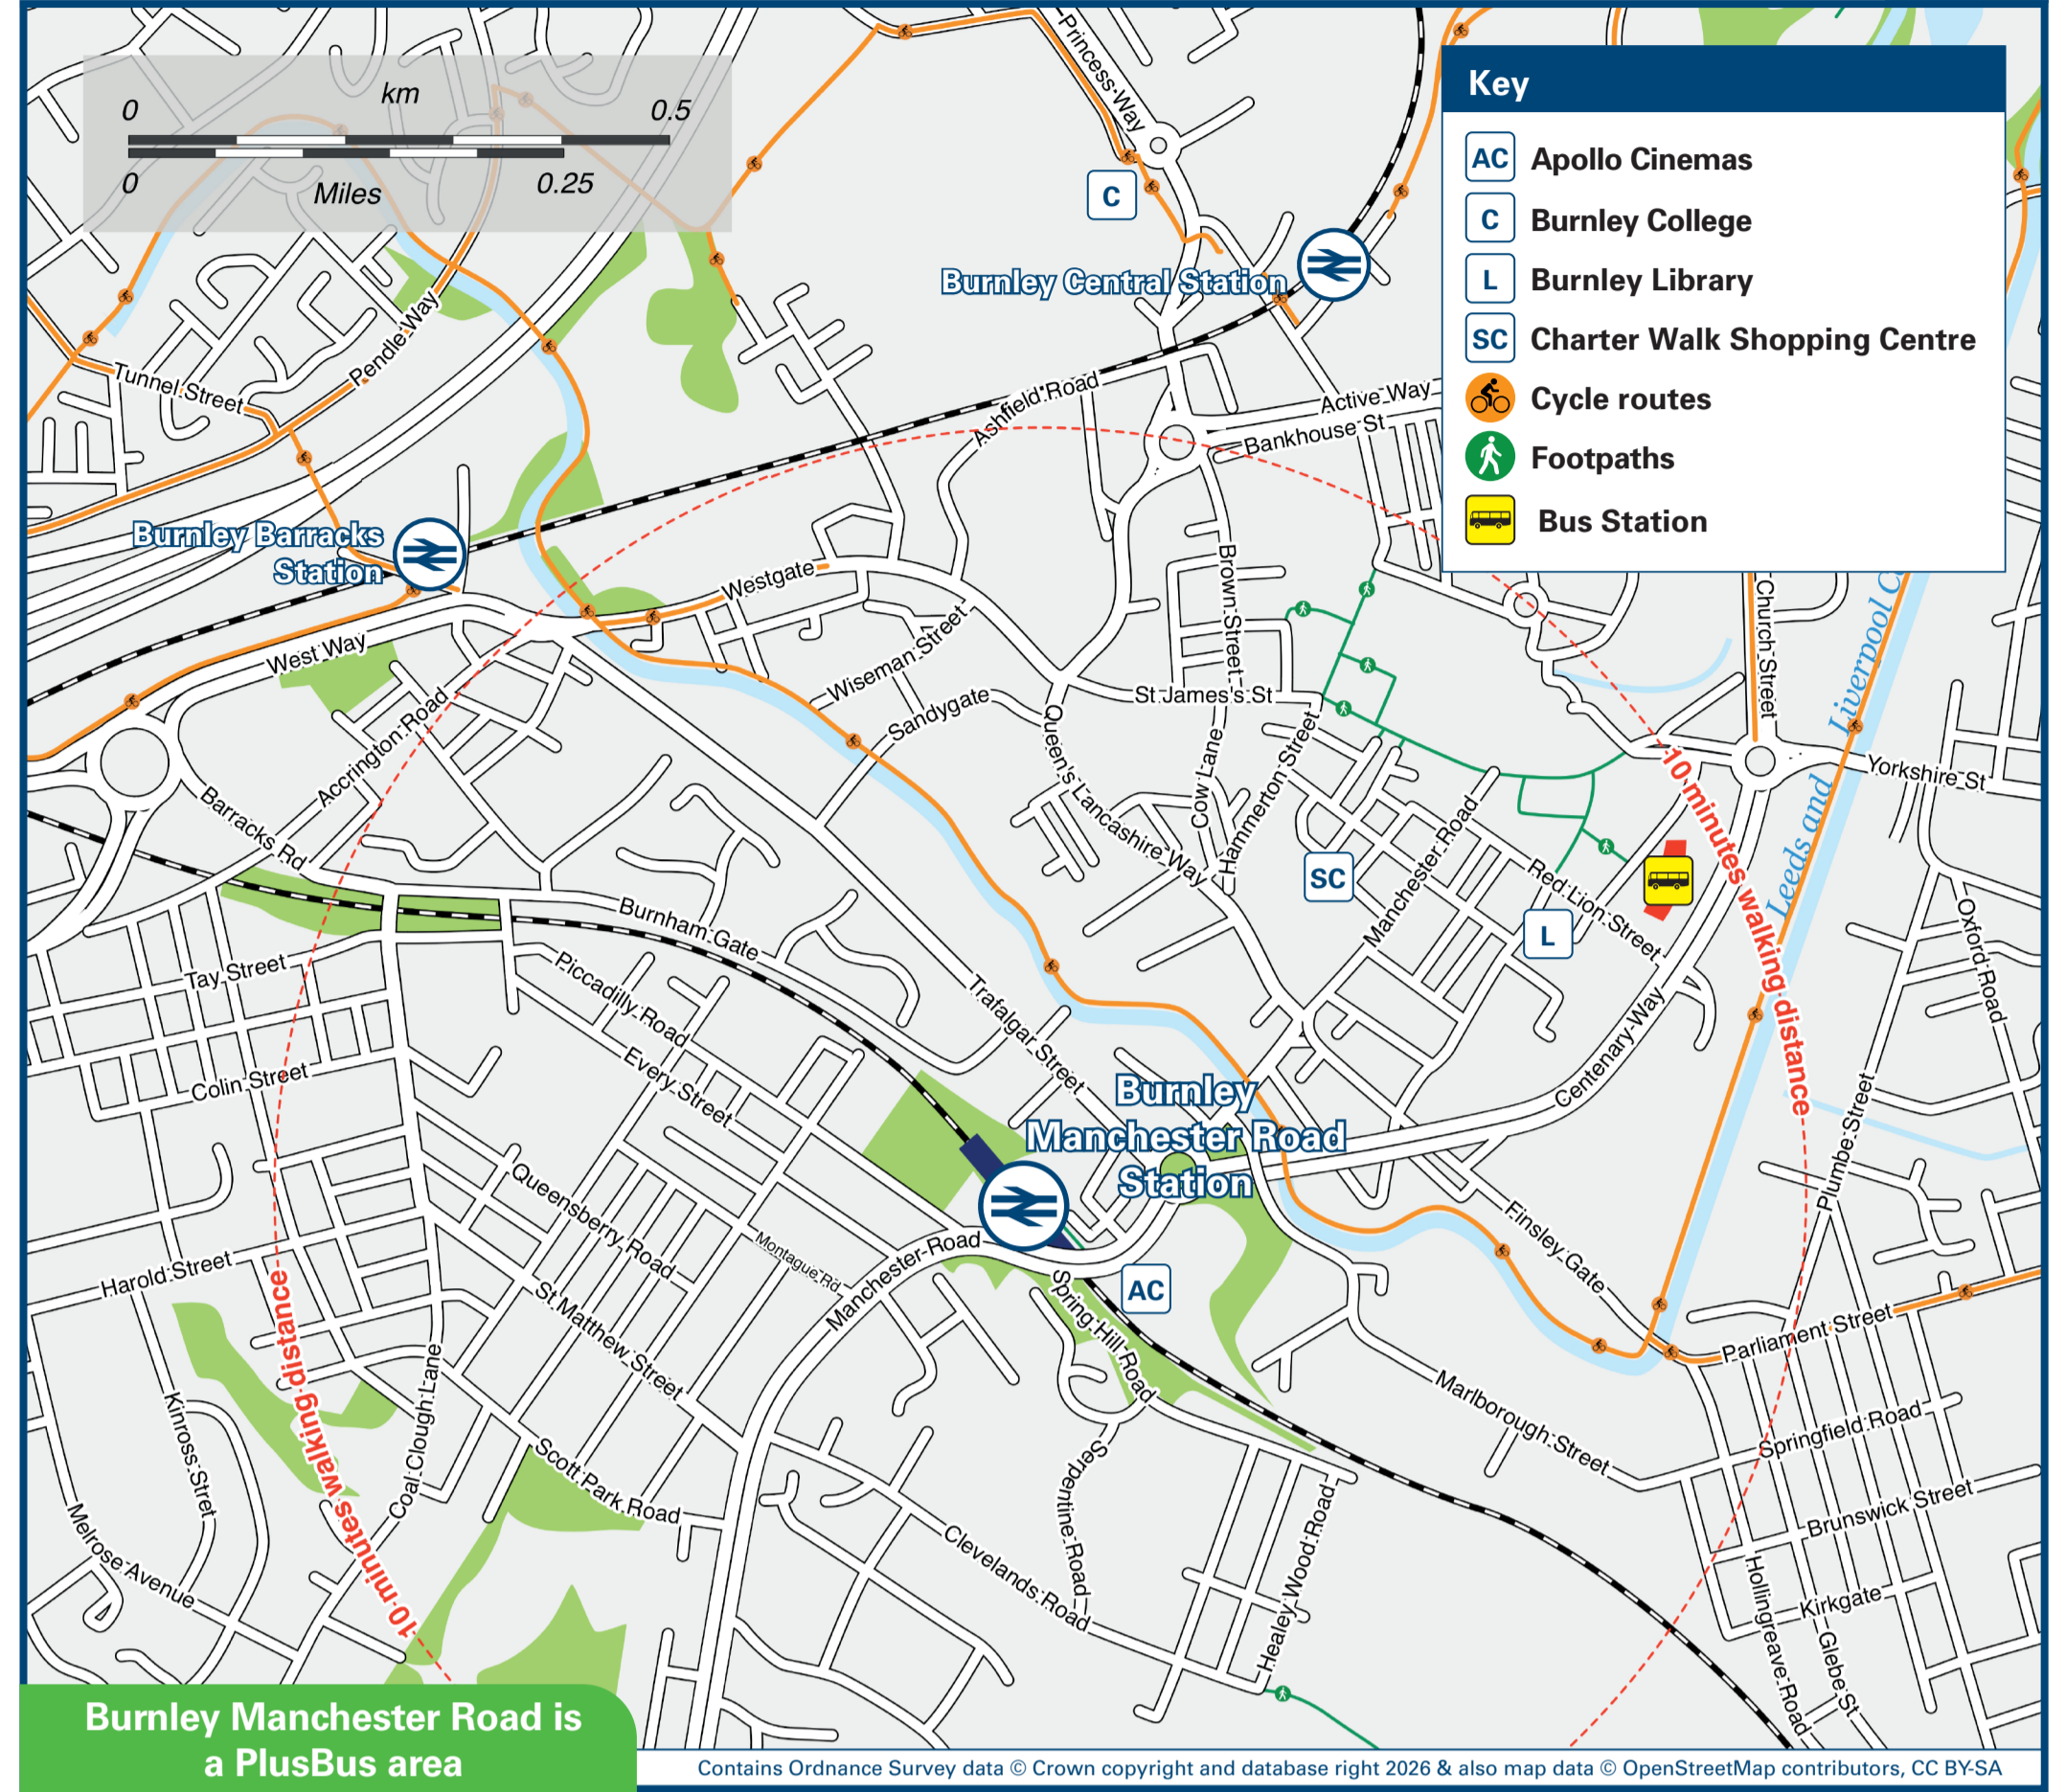 km
0
0.5
0
0.25
Miles
Princess Way
Key
AC Apollo Cinemas
C Burnley College
L Burnley Library
SC Charter Walk Shopping Centre
Cycle routes
Footpaths
Bus Station
C
Burnley Central Station
Pendle Way
Tunnel Street
Ashfield Road
Active Way
Bankhouse St
Burnley Barracks
Station
Westgate
Brown Street
Church Street
West Way
Wiseman Street
Sandygate
St James's St
Accrington Road
Queen's Lancashire Way
Cow Lane
Hammerton Street
Leeds and Liverpool C
Yorkshire St
Barracks Rd
10 minutes walking distance
Manchester Road
SC
Red Lion Street
L
Burnham Gate
Oxford Road
Tay Street
Piccadilly Road
Trafalgar Street
Centenary Way
Colin Street
Every Street
Burnley
Manchester Road
Station
Plumbe Street
Queensberry Road
Montague Rd
Manchester Road
Finsley Gate
Harold Street
AC
Spring Hill Road
St Matthew Street
Parliament Street
10 minutes walking distance
Coal Clough Lane
Kinross Stret
Marlborough Street
Springfield Road
Scott Park Road
Serpentine Road
Brunswick Street
Melrose Avenue
Clevelands Road
Healey Wood Road
Hollingreave Road
Kirkgate
Glebe St
Burnley Manchester Road is
a PlusBus area
Contains Ordnance Survey data © Crown copyright and database right 2026 & also map data © OpenStreetMap contributors, CC BY-SA